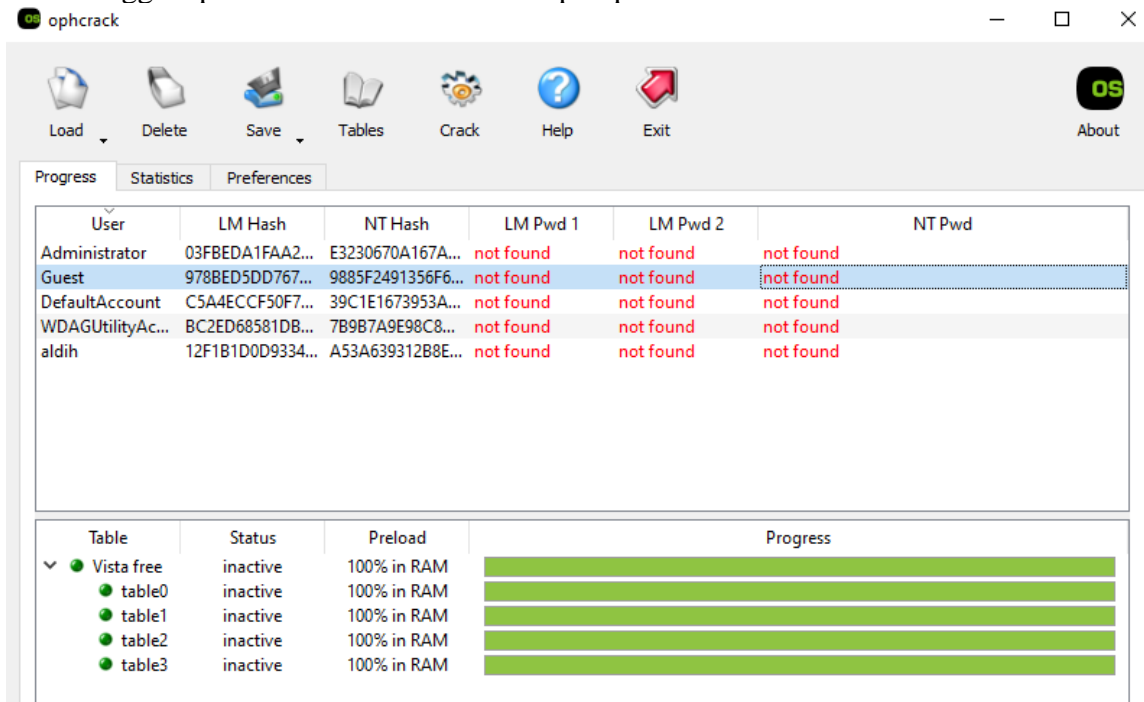 ophcrack
Load Delete Save Tables Crack Help Exit OS About
Progress Statistics Preferences
User LM Hash NT Hash LM Pwd 1 LM Pwd 2 NT Pwd
Administrator 03FBEDA1FAA2... E3230670A167A... not found not found not found
Guest 978BED5DD767... 9885F2491356F6... not found not found not found
DefaultAccount C5A4ECCF50F7... 39C1E1673953A... not found not found not found
WDAGUtilityAc... BC2ED68581DB... 7B9B7A9E98C8... not found not found not found
aldih 12F1B1D0D9334... A53A639312B8E... not found not found not found
Table Status Preload Progress
Vista free inactive 100% in RAM
table0 inactive 100% in RAM
table1 inactive 100% in RAM
table2 inactive 100% in RAM
table3 inactive 100% in RAM